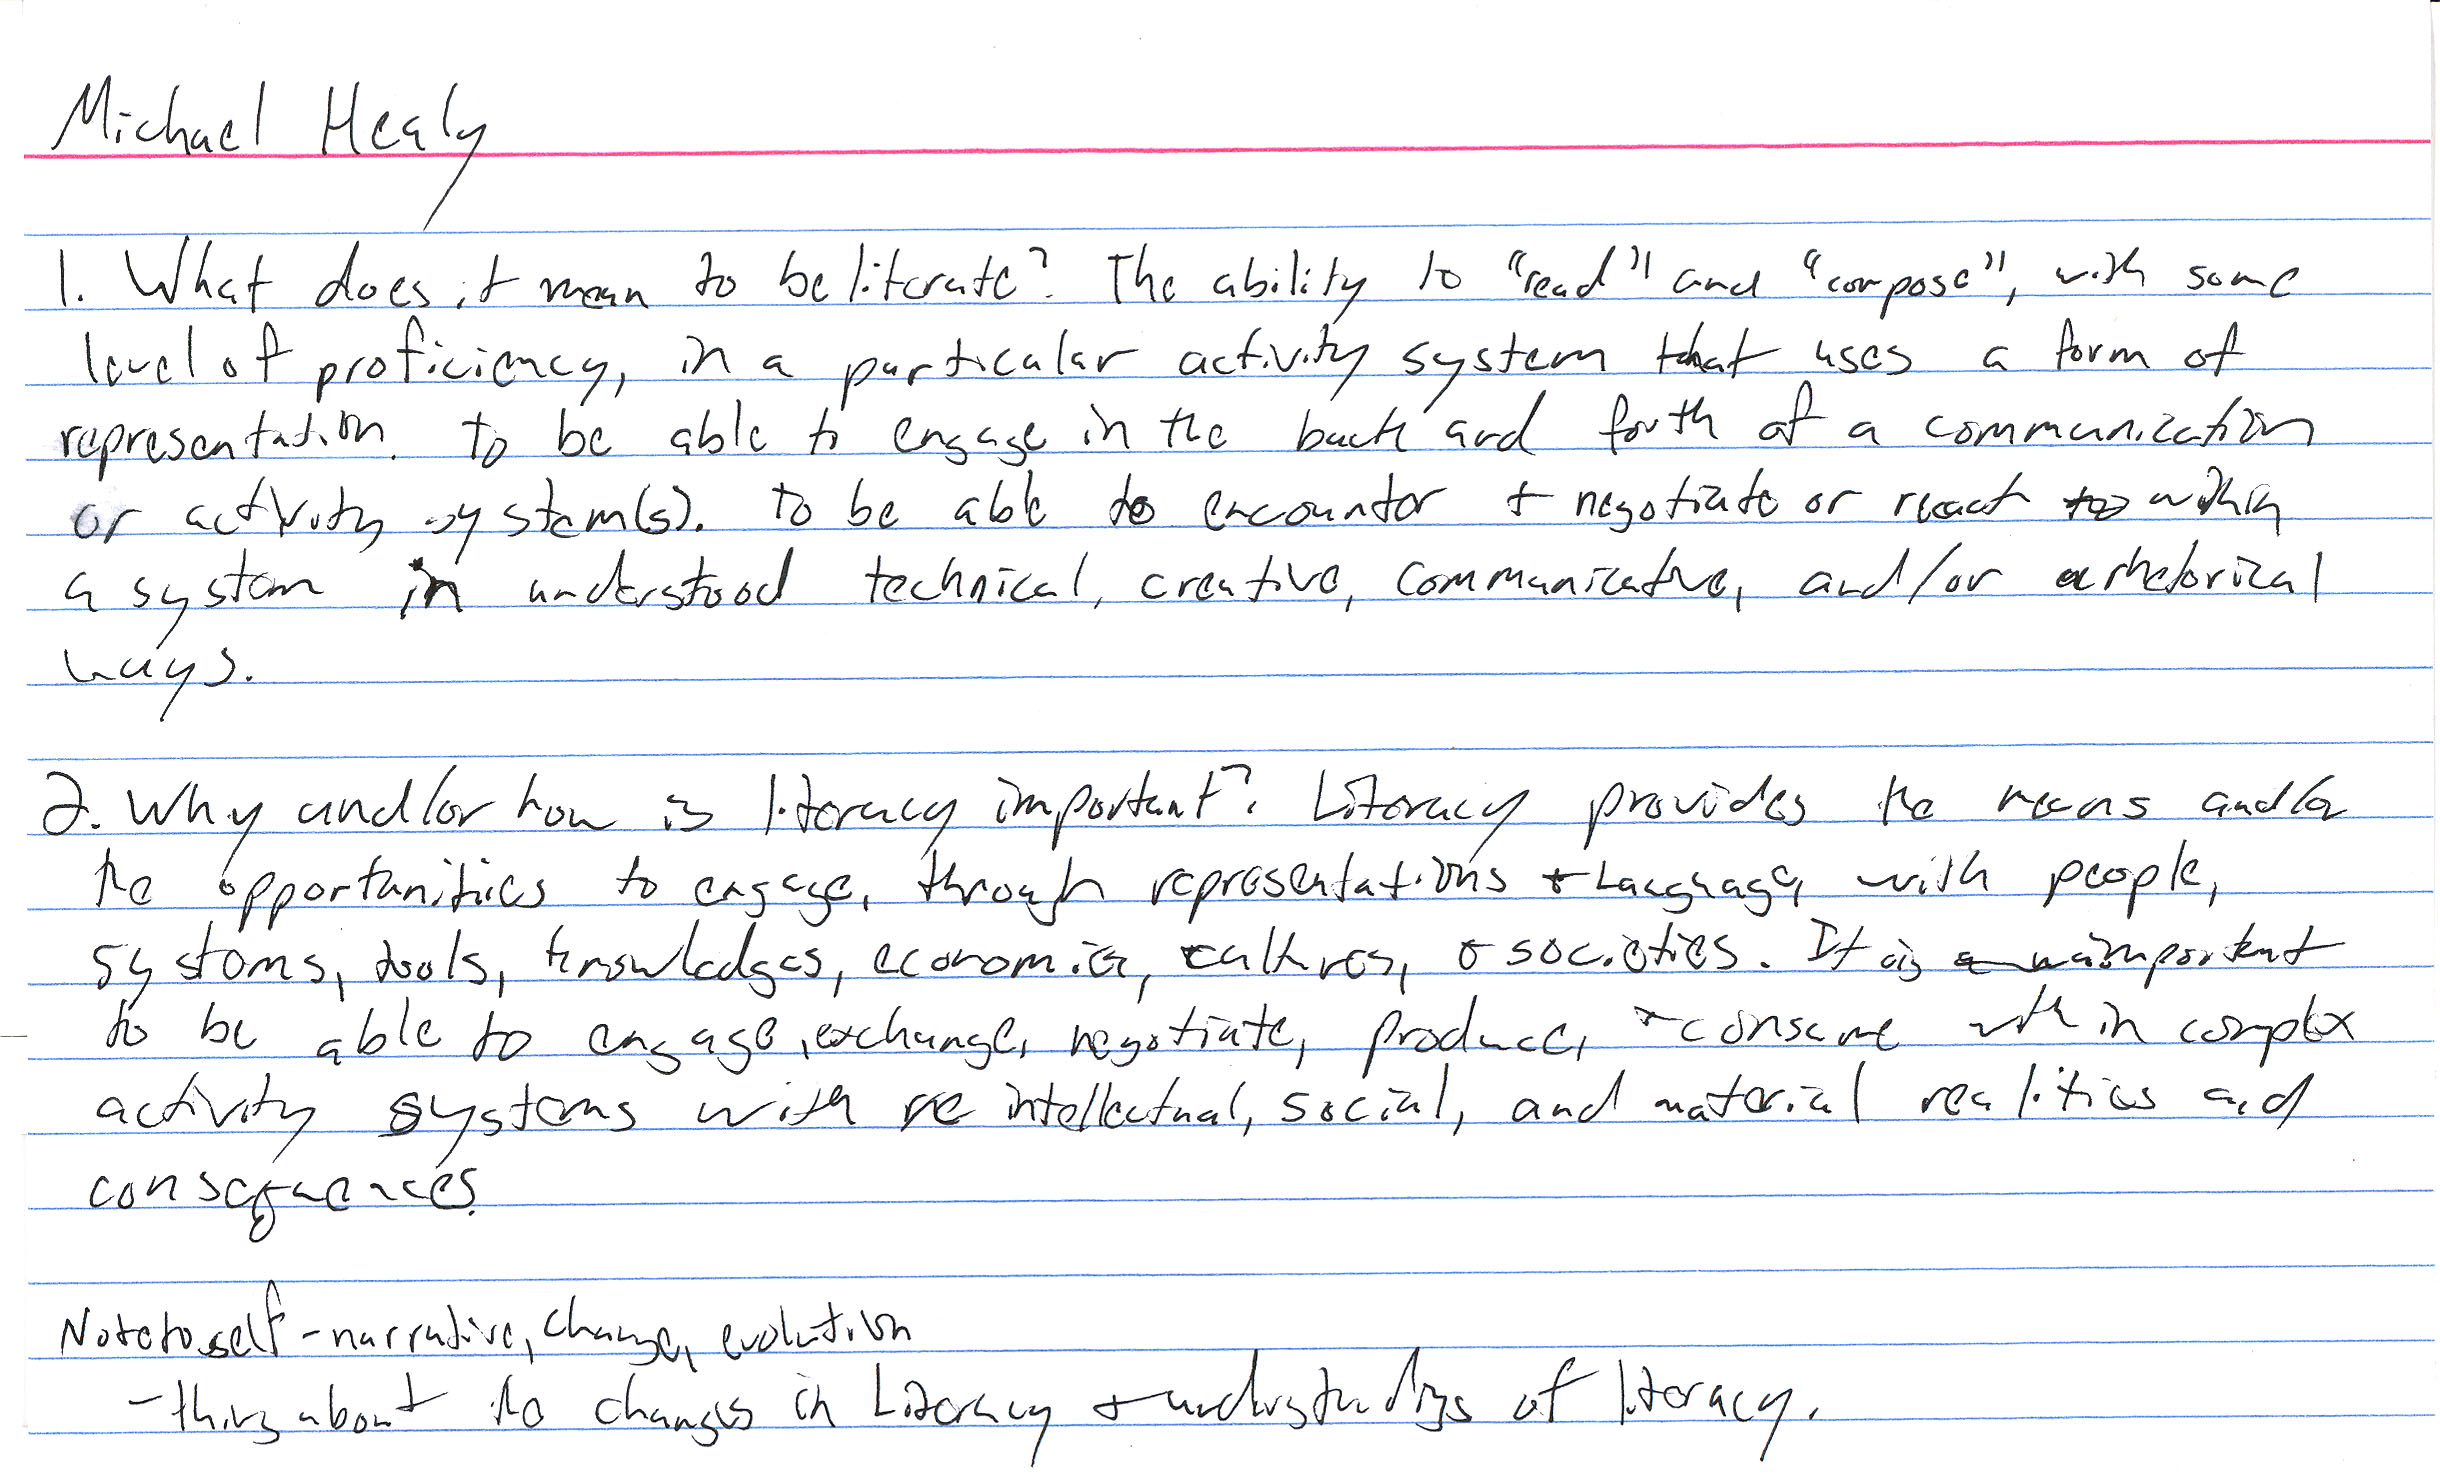 Michael Healy
1. What does it mean to be literate? The ability to "read" and "compose", with some
level of proficiency, in a particular activity system that uses a form of
representation. To be able to engage in the back and forth of a communication
or activity system(s). To be able to encounter + negotiate or react to within
a system in understood technical, creative, communicative, and/or rhetorical
ways.
2. Why and/or how is literacy important? Literacy provides the means and/or
the opportunities to engage, through representations + Language, with people,
systems, tools, knowledges, economies, cultures, + societies. It is important
to be able to engage, exchange, negotiate, produce, + consume within complex
activity systems with re intellectual, social, and material realities and
consequences.
Note to self - narrative, change, evolution
- thing about the changes in Literacy + understandings of literacy.